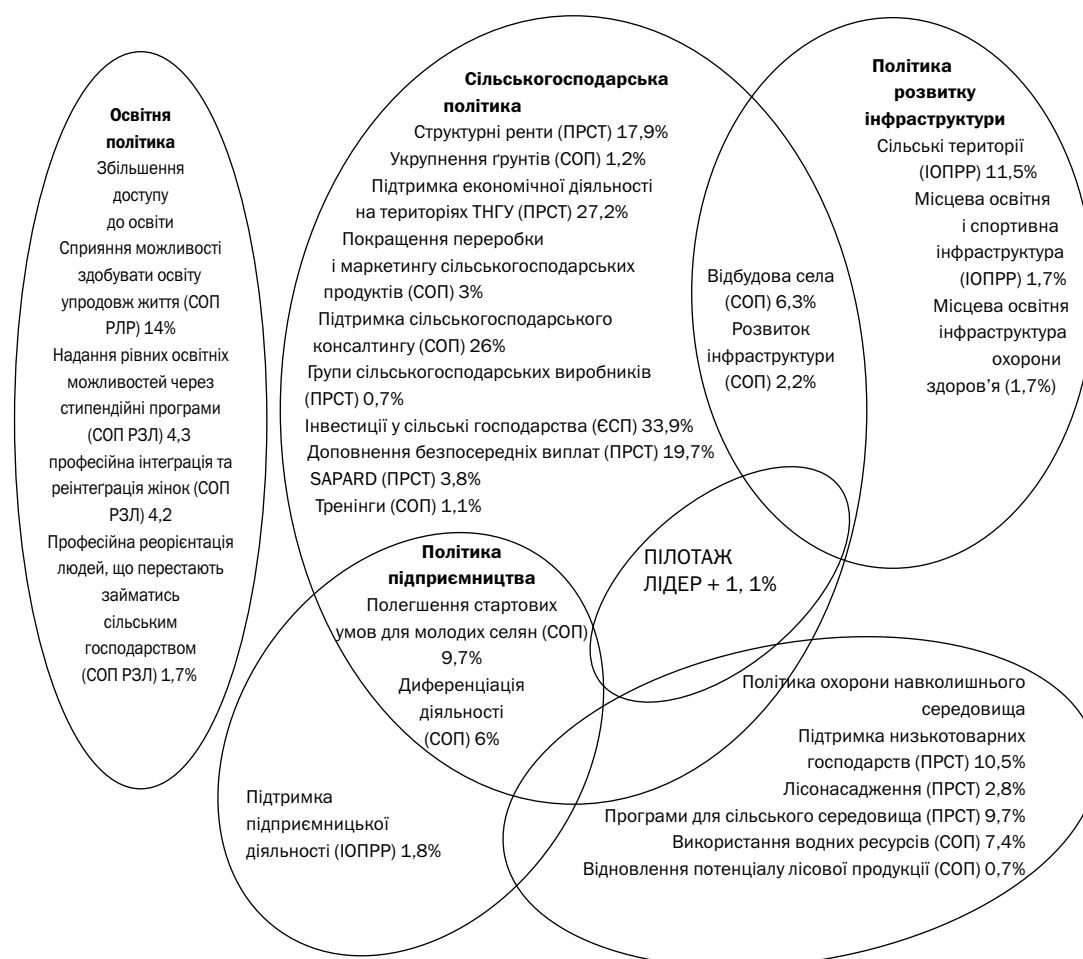 Освітня
політика
Збільшення
доступу
до освіти
Сприяння можливості
здобувати освіту
упродовж життя (СОП
РЛР) 14%
Надання рівних освітніх
можливостей через
стипендійні програми
(СОП РЗЛ) 4,3
професійна інтеґрація та
реінтеґрація жінок (СОП
РЗЛ) 4,2
Професійна реорієнтація
людей, що перестають
займатись
сільським
господарством
(СОП РЗЛ) 1,7%
Сільськогосподарська
політика
Структурні ренти (ПРСТ) 17,9%
Укрупнення ґрунтів (СОП) 1,2%
Підтримка економічної діяльності
на територіях ТНГУ (ПРСТ) 27,2%
Покращення переробки
і маркетингу сільськогосподарських
продуктів (СОП) 3%
Підтримка сільськогосподарського
консалтингу (СОП) 26%
Групи сільськогосподарських виробників
(ПРСТ) 0,7%
Інвестиції у сільські господарства (ЄСП) 33,9%
Доповнення безпосередніх виплат (ПРСТ) 19,7%
SAPARD (ПРСТ) 3,8%
Тренінги (СОП) 1,1%
Політика
розвитку
інфраструктури
Сільські території
(ІОПРР) 11,5%
Місцева освітня
і спортивна
інфраструктура
(ІОПРР) 1,7%
Місцева освітня
інфраструктура
охорони
здоров’я (1,7%)
Відбудова села
(СОП) 6,3%
Розвиток
інфраструктури
(СОП) 2,2%
ПІЛОТАЖ
ЛІДЕР + 1, 1%
Політика
підприємництва
Полегшення стартових
умов для молодих селян (СОП)
9,7%
Диференціація
діяльності
(СОП) 6%
Підтримка
підприємницької
діяльності (ІОПРР) 1,8%
Політика охорони навколишнього
середовища
Підтримка низькотоварних
господарств (ПРСТ) 10,5%
Лісонасадження (ПРСТ) 2,8%
Програми для сільського середовища (ПРСТ) 9,7%
Використання водних ресурсів (СОП) 7,4%
Відновлення потенціалу лісової продукції (СОП) 0,7%